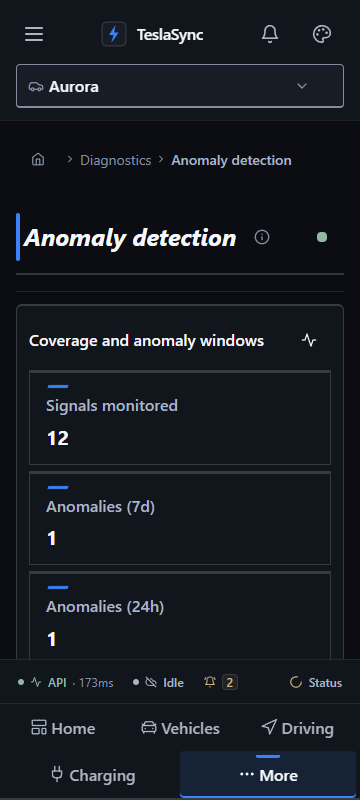 TeslaSync
Aurora
Diagnostics
Anomaly detection
Anomaly detection
Coverage and anomaly windows
Signals monitored
12
Anomalies (7d)
1
Anomalies (24h)
1
API · 173ms Idle 2 Status
Home Vehicles Driving
Charging More